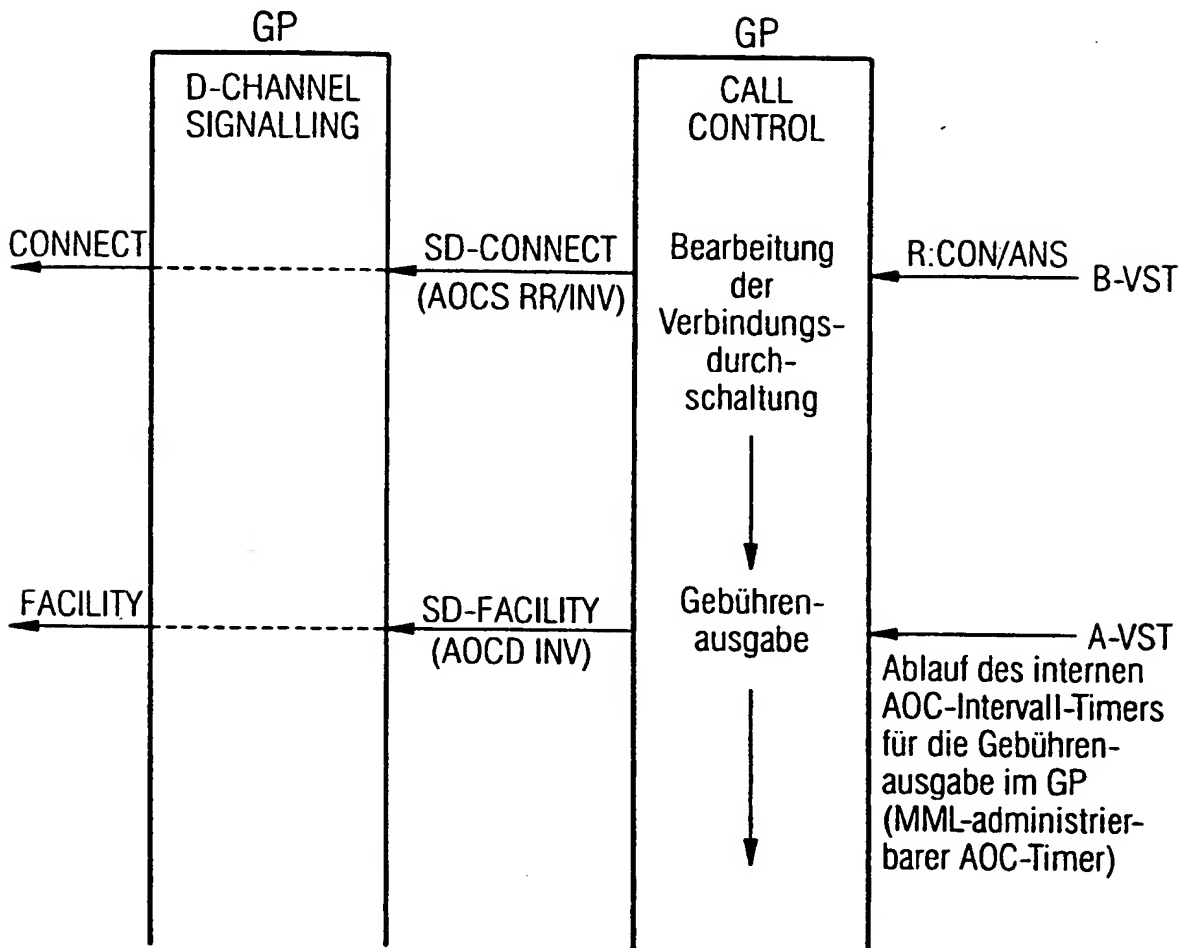 GP
GP
D-CHANNEL
SIGNALLING
CALL
CONTROL
CONNECT
SD-CONNECT
(AOCS RR/INV)
Bearbeitung
der
Verbindungs-
durch-
schaltung
R:CON/ANS
B-VST
FACILITY
SD-FACILITY
(AOCD INV)
Gebühren-
ausgabe
A-VST
Ablauf des internen
AOC-Intervall-Timers
für die Gebühren-
ausgabe im GP
(MML-administrier-
barer AOC-Timer)